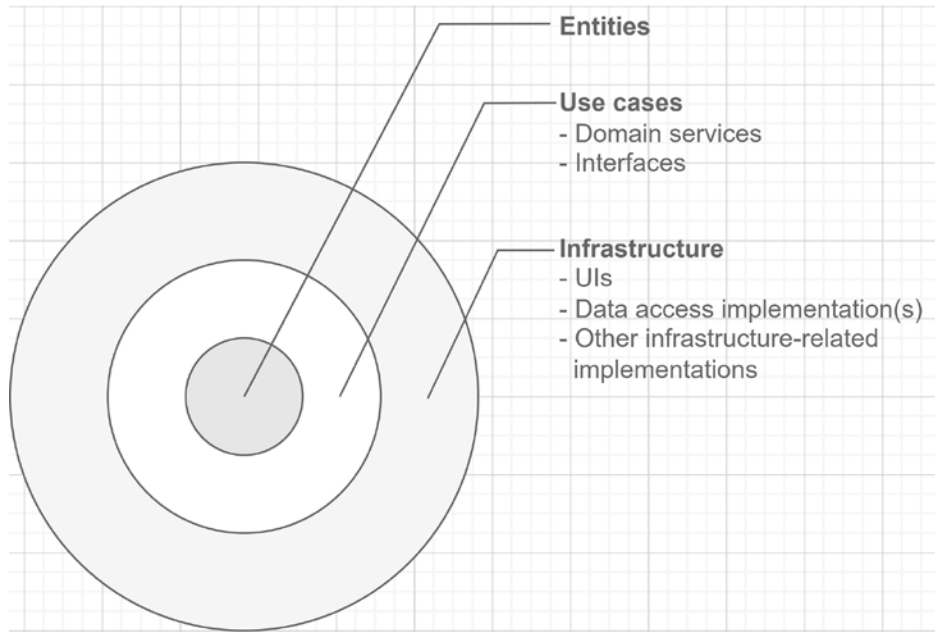 Entities
Use cases
- Domain services
- Interfaces
Infrastructure
- UIs
- Data access implementation(s)
- Other infrastructure-related
implementations